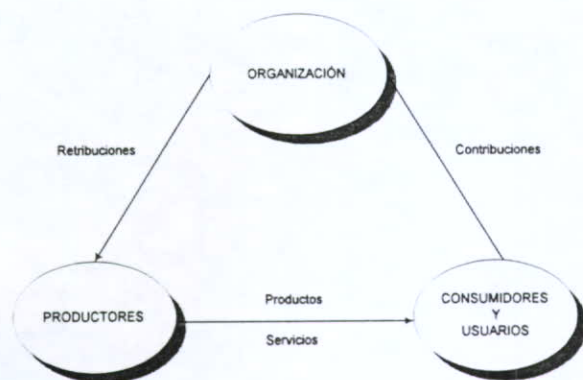 ORGANIZACIÓN
Retribuciones
Contribuciones
PRODUCTORES
Productos
Servicios
CONSUMIDORES
Y
USUARIOS